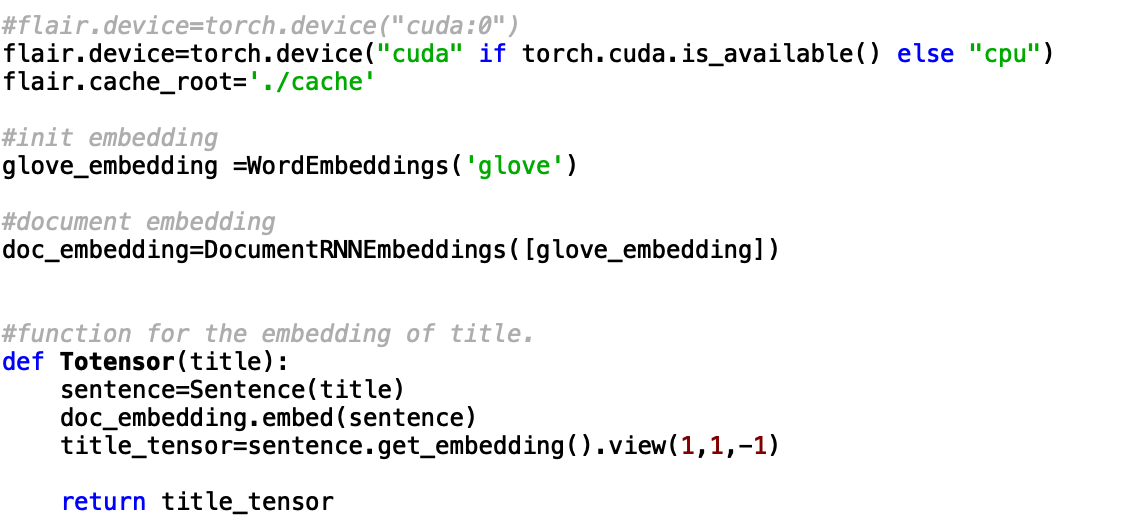 #flair.device=torch.device("cuda:0")
flair.device=torch.device("cuda" if torch.cuda.is_available() else "cpu")
flair.cache_root='./cache'
#init embedding
glove_embedding =WordEmbeddings('glove')
#document embedding
doc_embedding=DocumentRNNEmbeddings([glove_embedding])
#function for the embedding of title.
def Totensor(title):
    sentence=Sentence(title)
    doc_embedding.embed(sentence)
    title_tensor=sentence.get_embedding().view(1,1,-1)
    return title_tensor